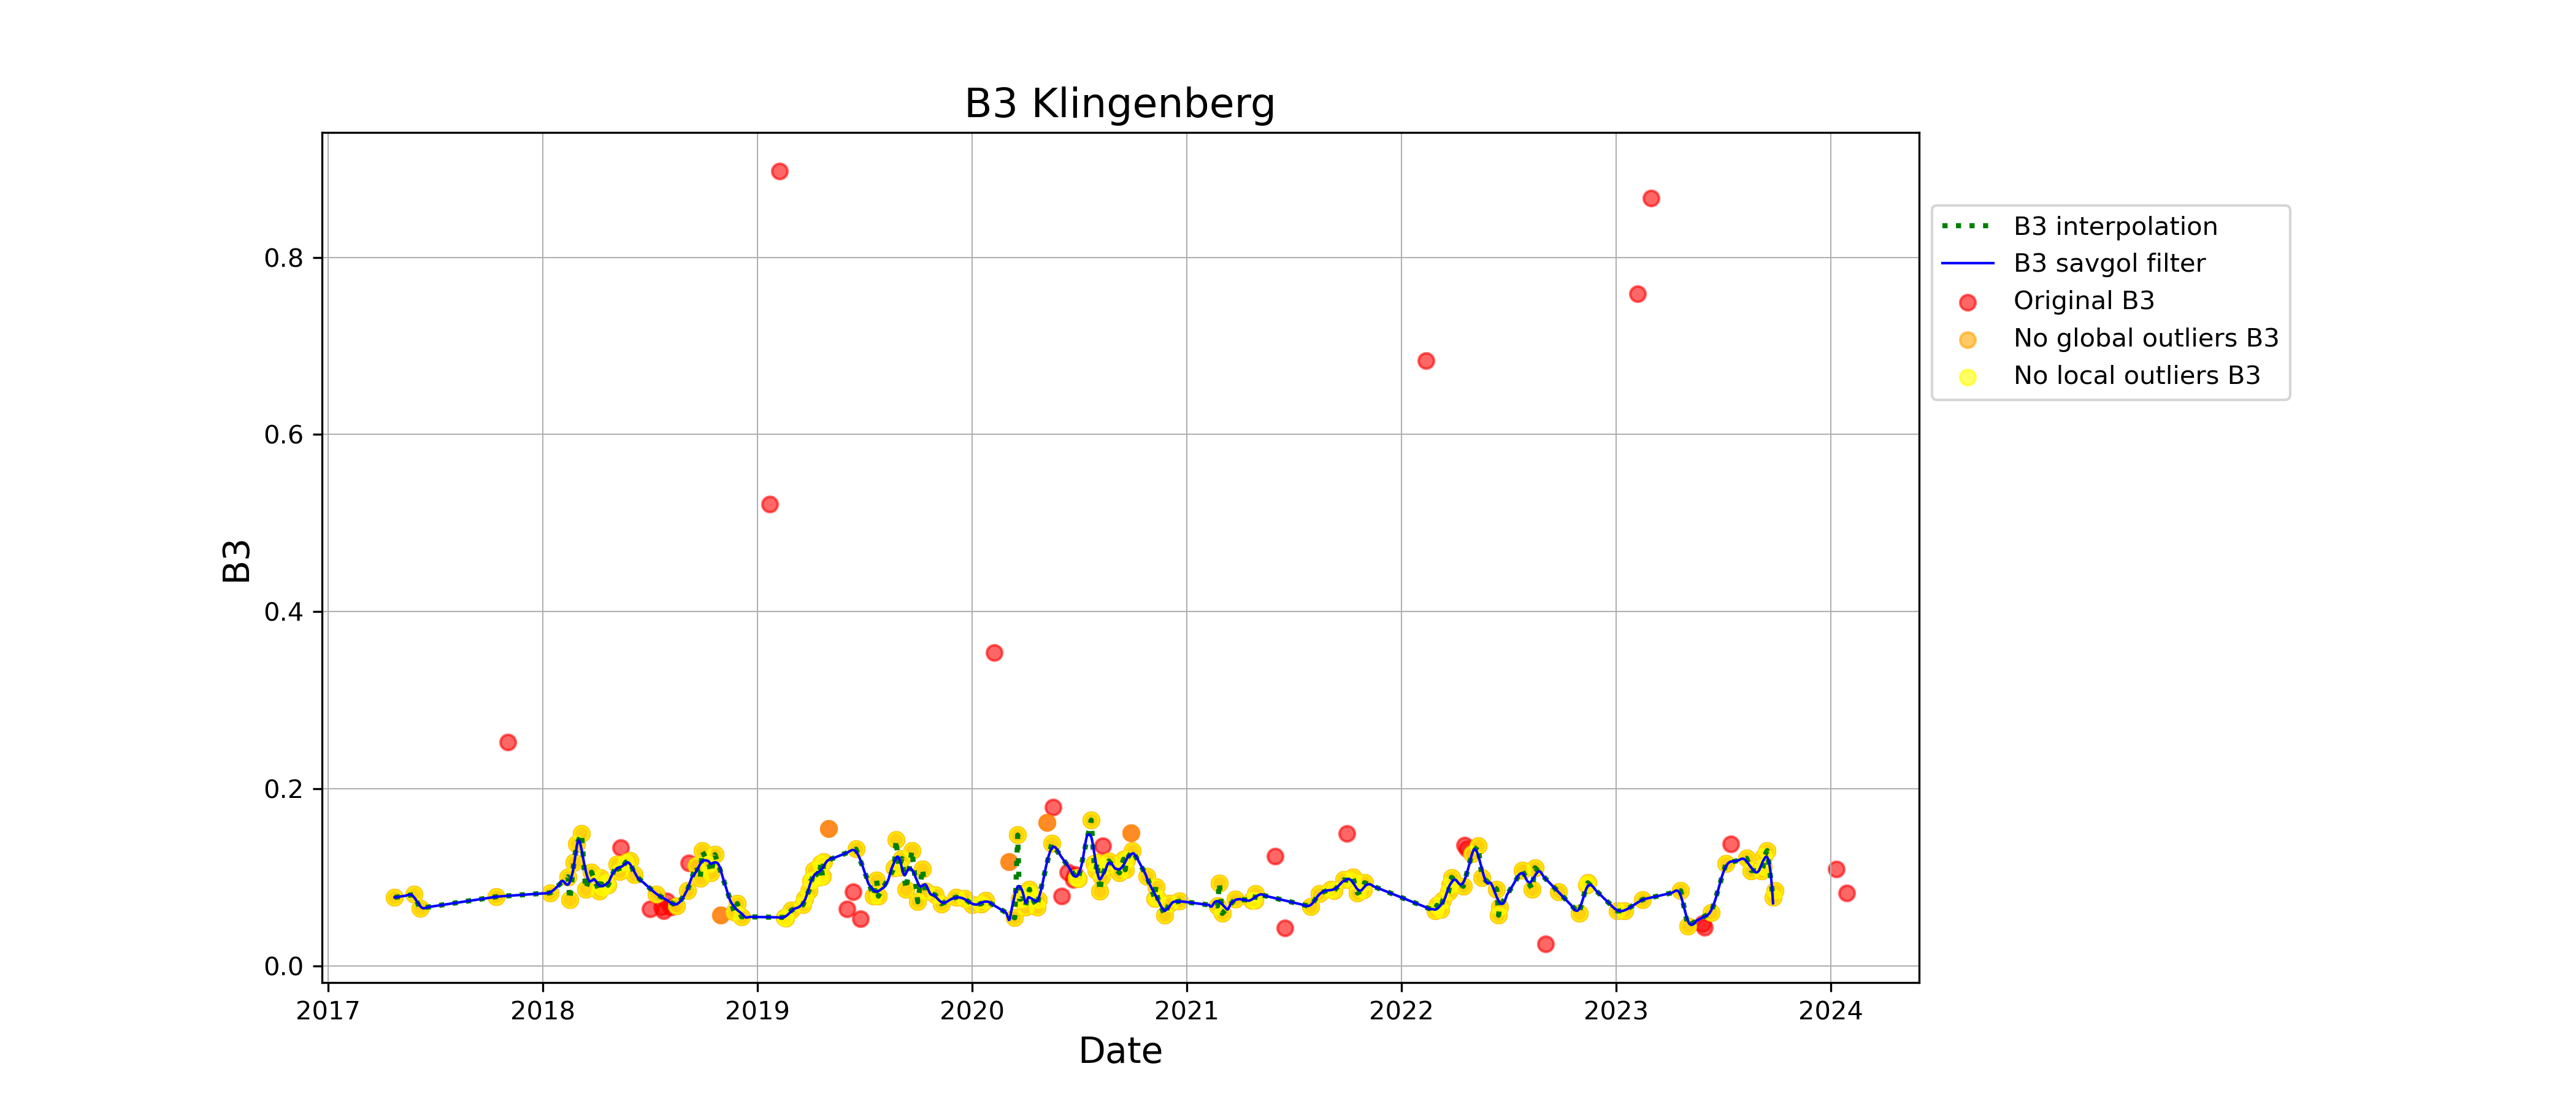 B3 Klingenberg
0.8
0.6
0.4
0.2
0.0
B3
2017 2018 2019 2020 2021 2022 2023 2024
Date
B3 interpolation
B3 savgol filter
Original B3
No global outliers B3
No local outliers B3